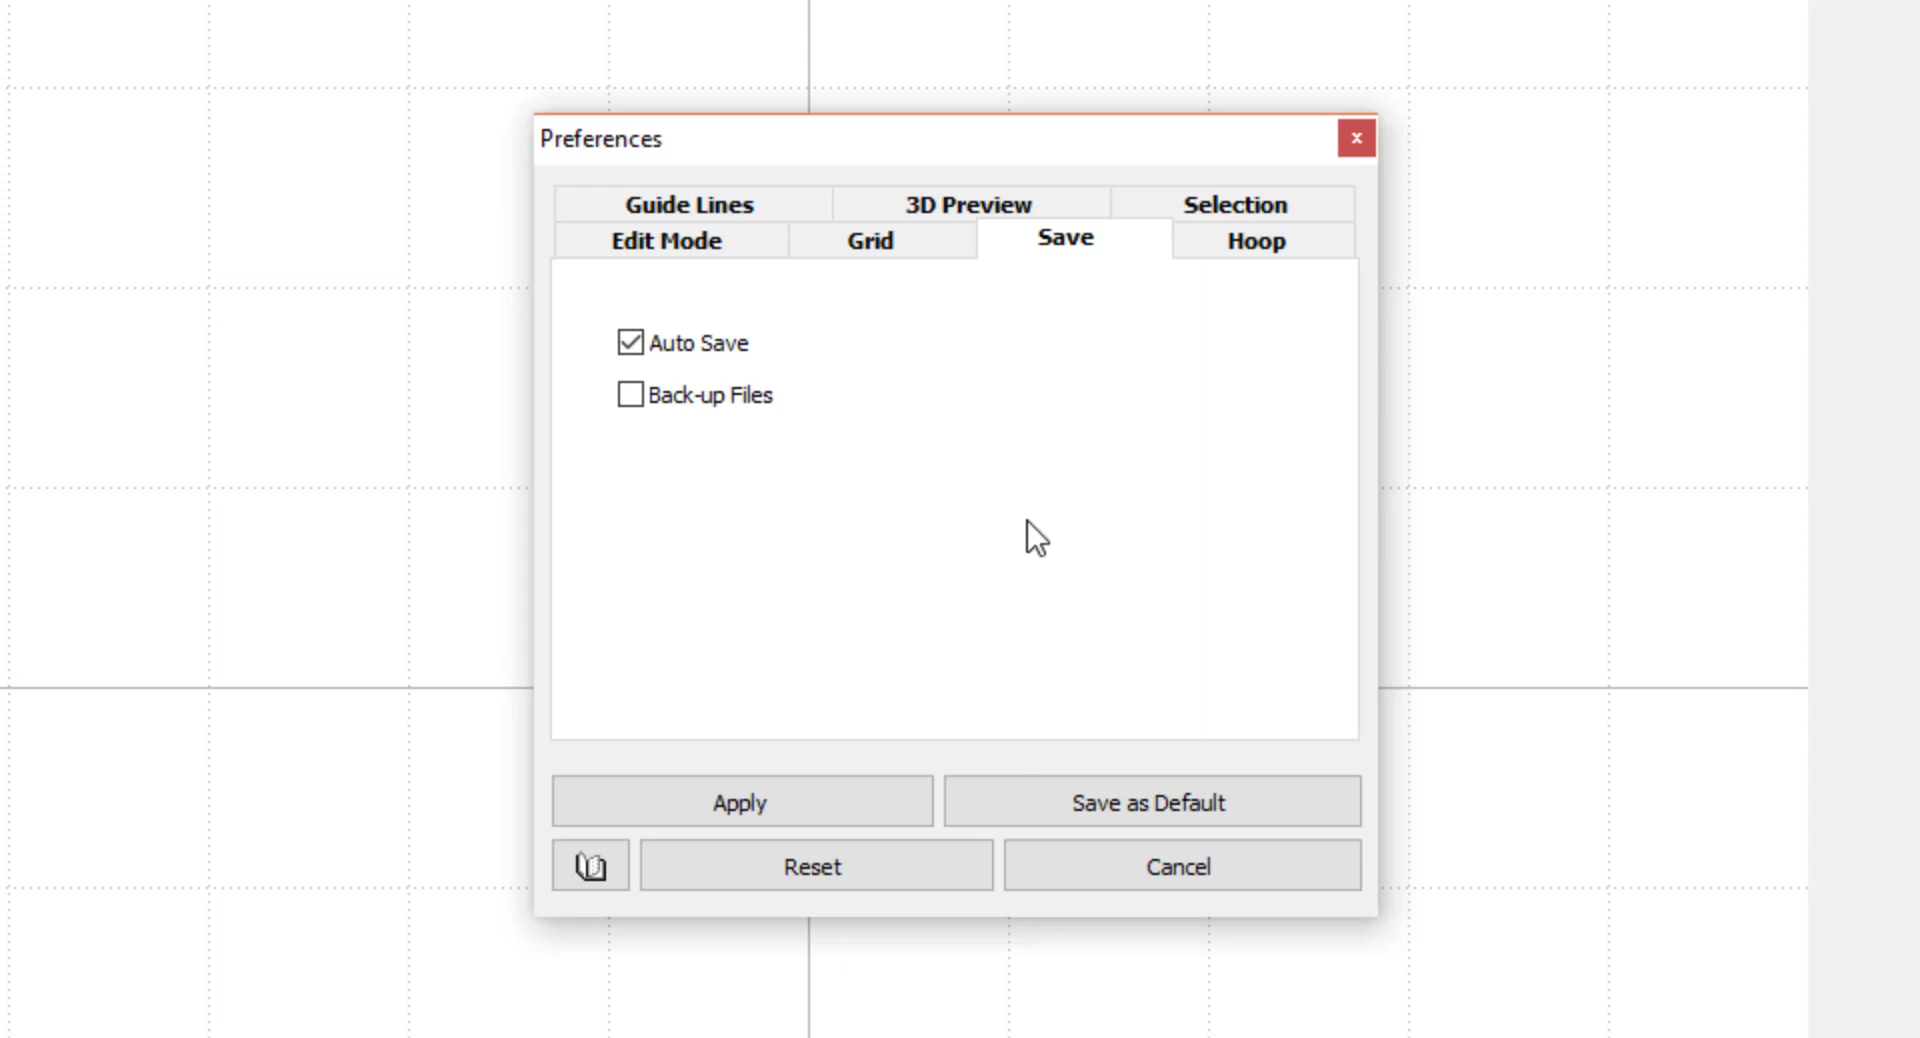 Preferences
x
Guide Lines 3D Preview Selection
Edit Mode Grid Save Hoop
Auto Save
Back-up Files
Apply Save as Default
Reset Cancel